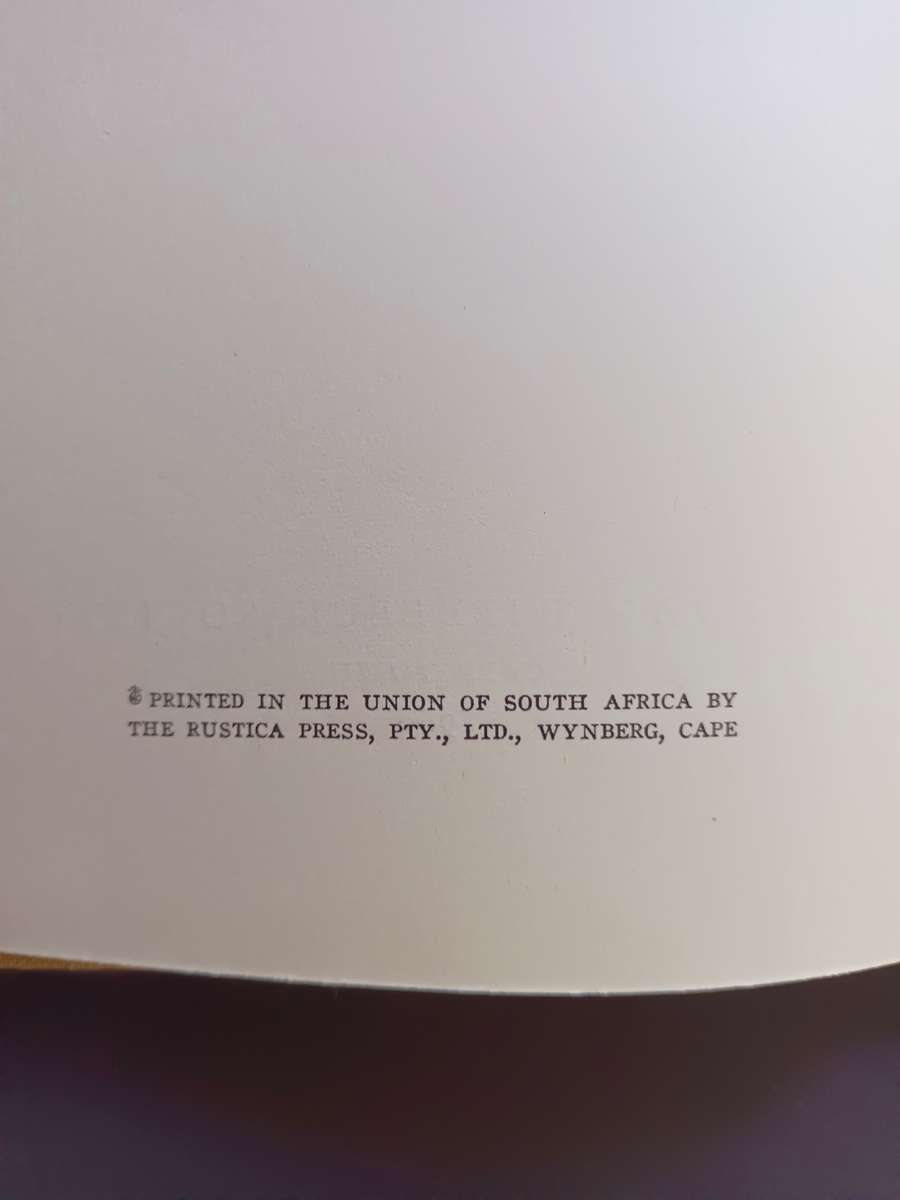 PRINTED IN THE UNION OF SOUTH AFRICA BY
THE RUSTICA PRESS, PTY., LTD., WYNBERG, CAPE